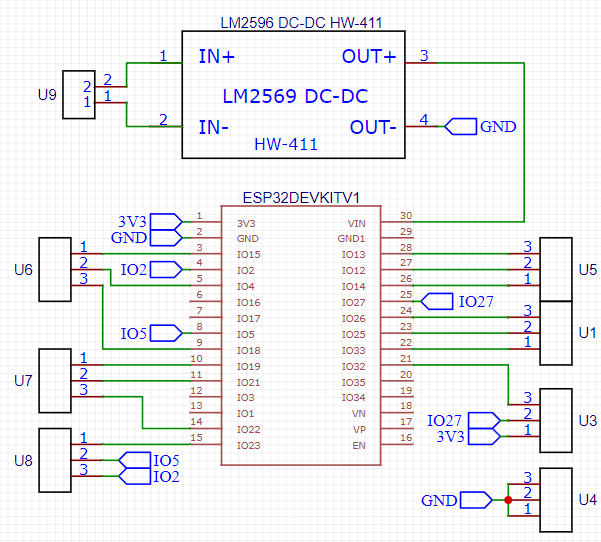 LM2596 DC-DC HW-411
1 IN+ OUT+ 3
U9 2 2
1 1
LM2569 DC-DC
2 IN- OUT- 4 GND
HW-411
ESP32DEVKITV1
3V3 1 3V3 VIN 30
GND 2 GND GND1 29
U6 1 3 IO15 IO13 28 3 U5
2 IO2 4 IO2 IO12 27 2
3 5 IO4 IO14 26 1
6 IO16 IO27 25 IO27
7 IO17 IO26 24 3 U1
IO5 8 IO5 IO25 23 2
9 IO18 IO33 22 1
U7 1 10 IO19 IO32 21
2 11 IO21 IO35 20
3 12 IO3 IO34 19 3 U3
13 IO1 VN 18 IO27 2
14 IO22 VP 17 3V3 1
U8 1 15 IO23 EN 16
2 IO5
3 IO2
3 U4
GND 2
1